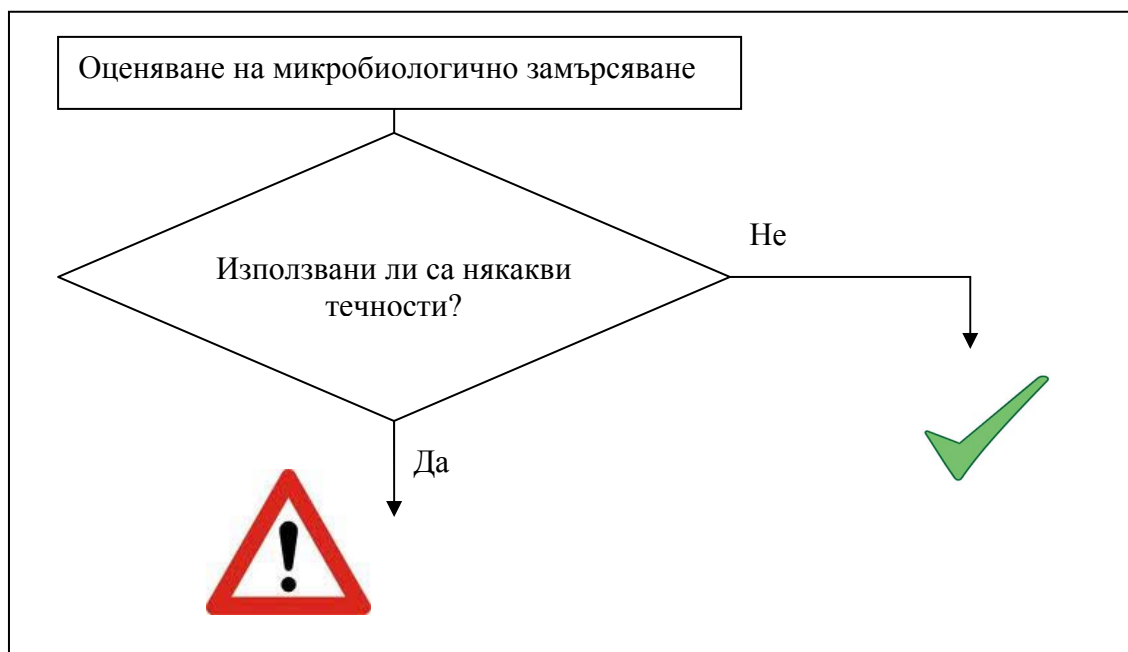 Оценяване на микробиологично замърсяване
Не
Използвани ли са някакви
течности?
Да